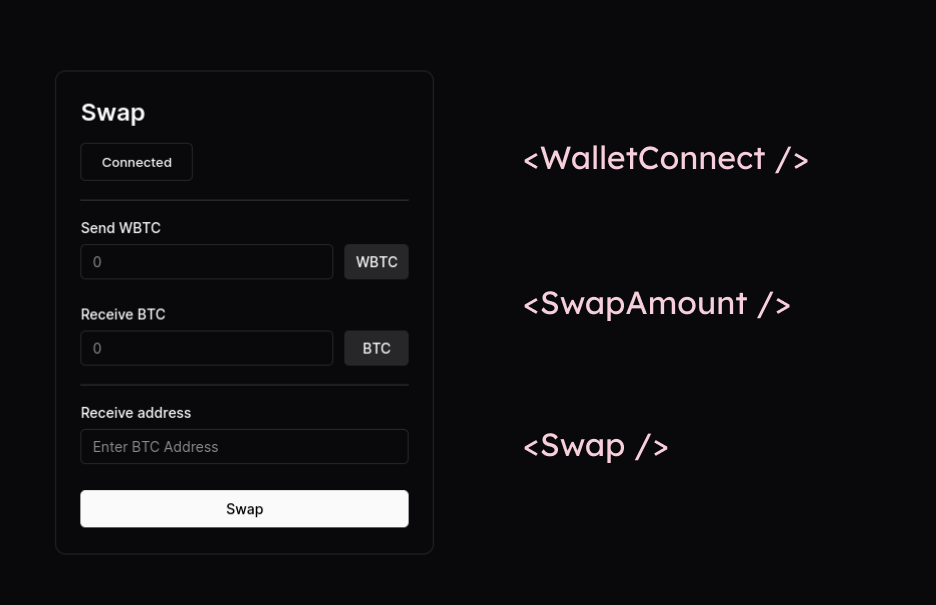 Swap
Connected
Send WBTC
0
WBTC
Receive BTC
0
BTC
Receive address
Enter BTC Address
Swap
<WalletConnect />
<SwapAmount />
<Swap />